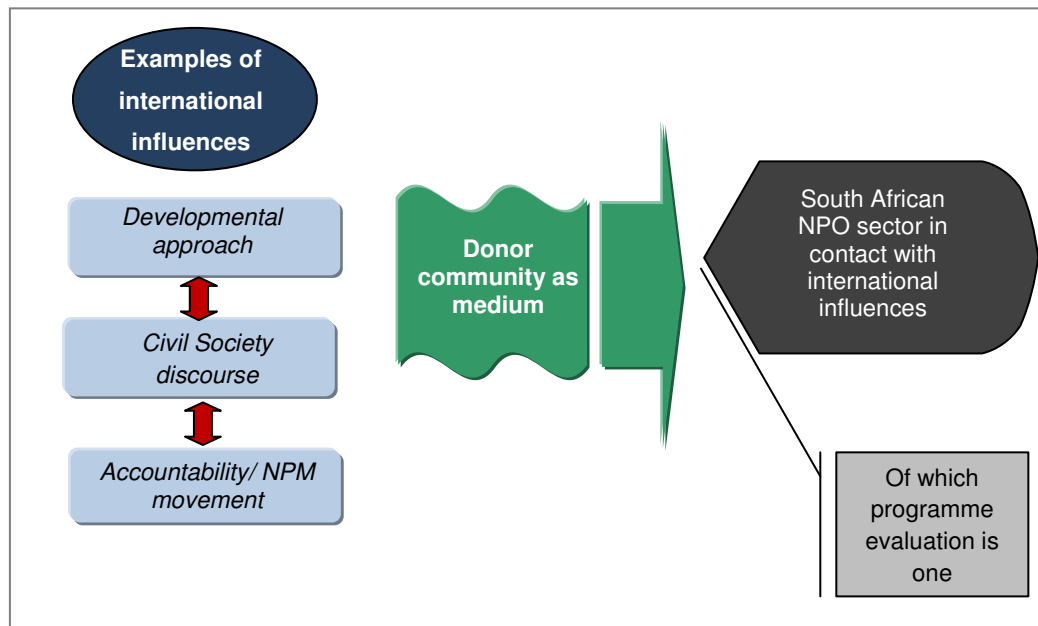 Examples of
international
influences
Developmental
approach
Civil Society
discourse
Accountability/ NPM
movement
Donor
community as
medium
South African
NPO sector in
contact with
international
influences
Of which
programme
evaluation is
one